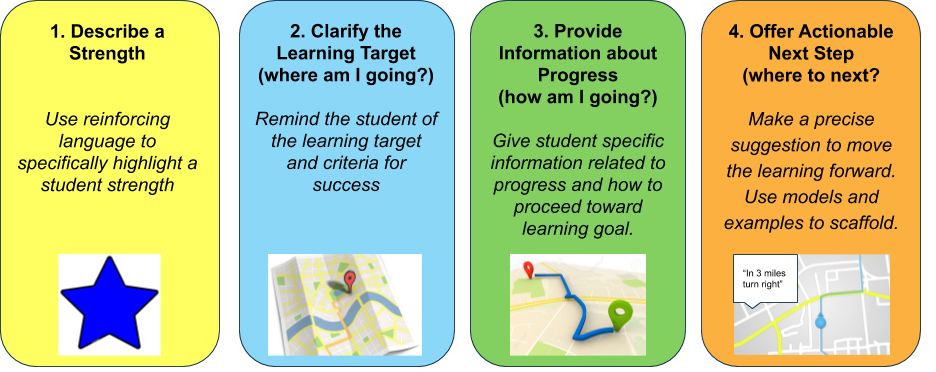 1. Describe a
Strength
Use reinforcing
language to
specifically highlight a
student strength
2. Clarify the
Learning Target
(where am I going?)
Remind the student of
the learning target
and criteria for
success
3. Provide
Information about
Progress
(how am I going?)
Give student specific
information related to
progress and how to
proceed toward
learning goal.
4. Offer Actionable
Next Step
(where to next?
Make a precise
suggestion to move
the learning forward.
Use models and
examples to scaffold.
“In 3 miles
turn right”